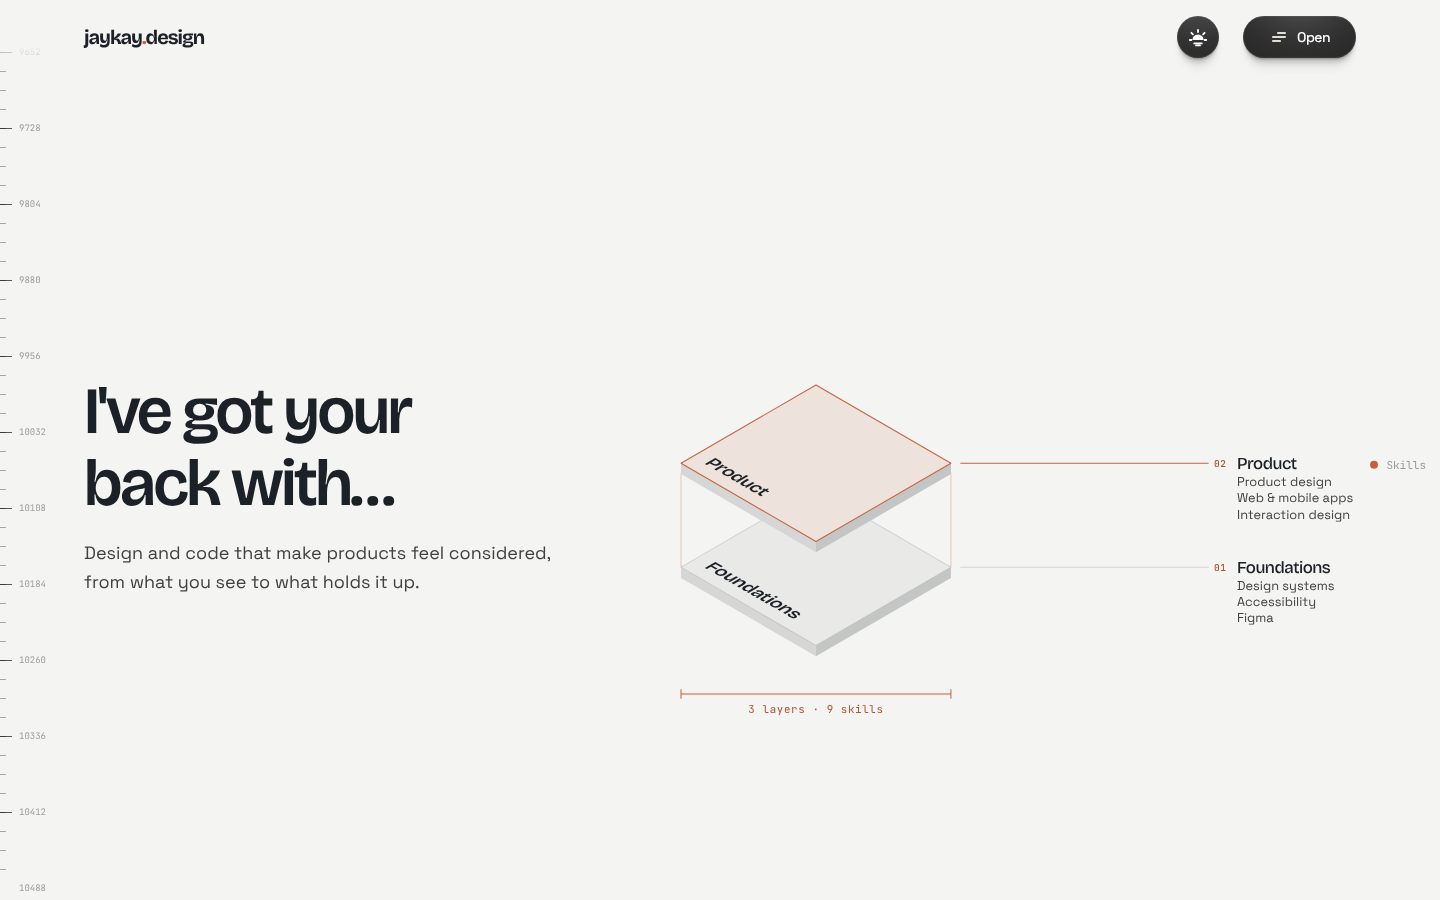 jaykay.design
Open
9652
9728
9804
9880
9956
10032
10108
10184
10260
10336
10412
10488
I've got your
back with...
Design and code that make products feel considered,
from what you see to what holds it up.
Product
Foundations
3 layers · 9 skills
02 Product
Product design
Web & mobile apps
Interaction design
Skills
01 Foundations
Design systems
Accessibility
Figma